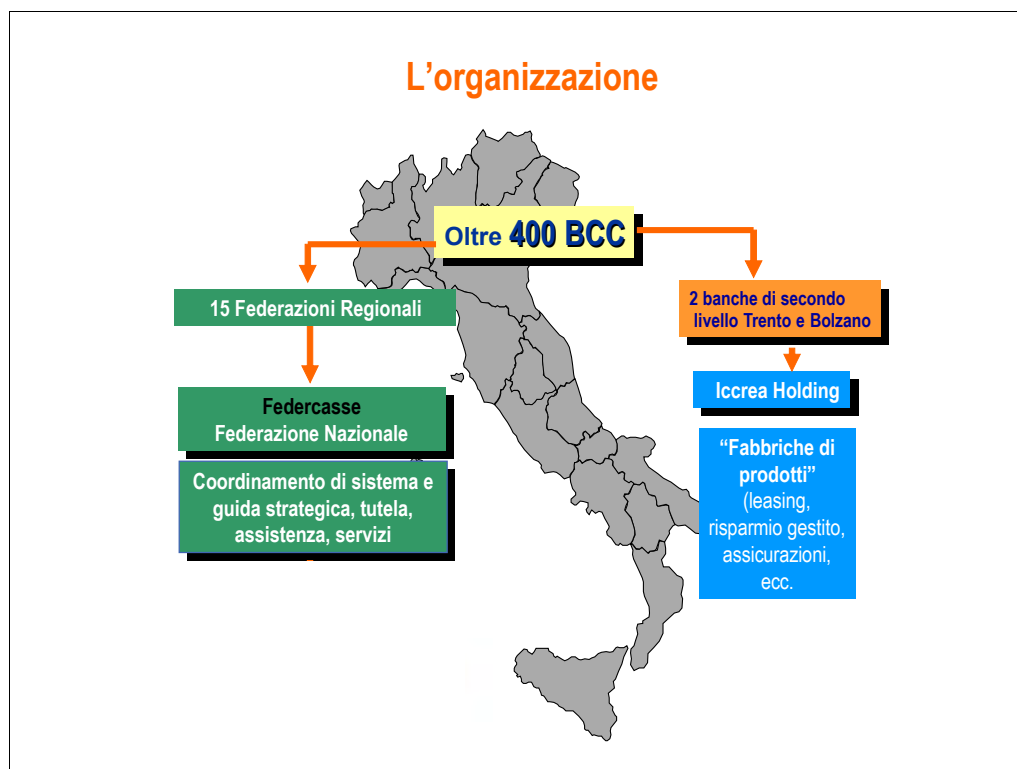 L’organizzazione
Oltre 400 BCC
15 Federazioni Regionali
Federcasse
Federazione Nazionale
Coordinamento di sistema e
guida strategica, tutela,
assistenza, servizi
2 banche di secondo
livello Trento e Bolzano
Iccrea Holding
“Fabbriche di
prodotti”
(leasing,
risparmio gestito,
assicurazioni,
ecc.